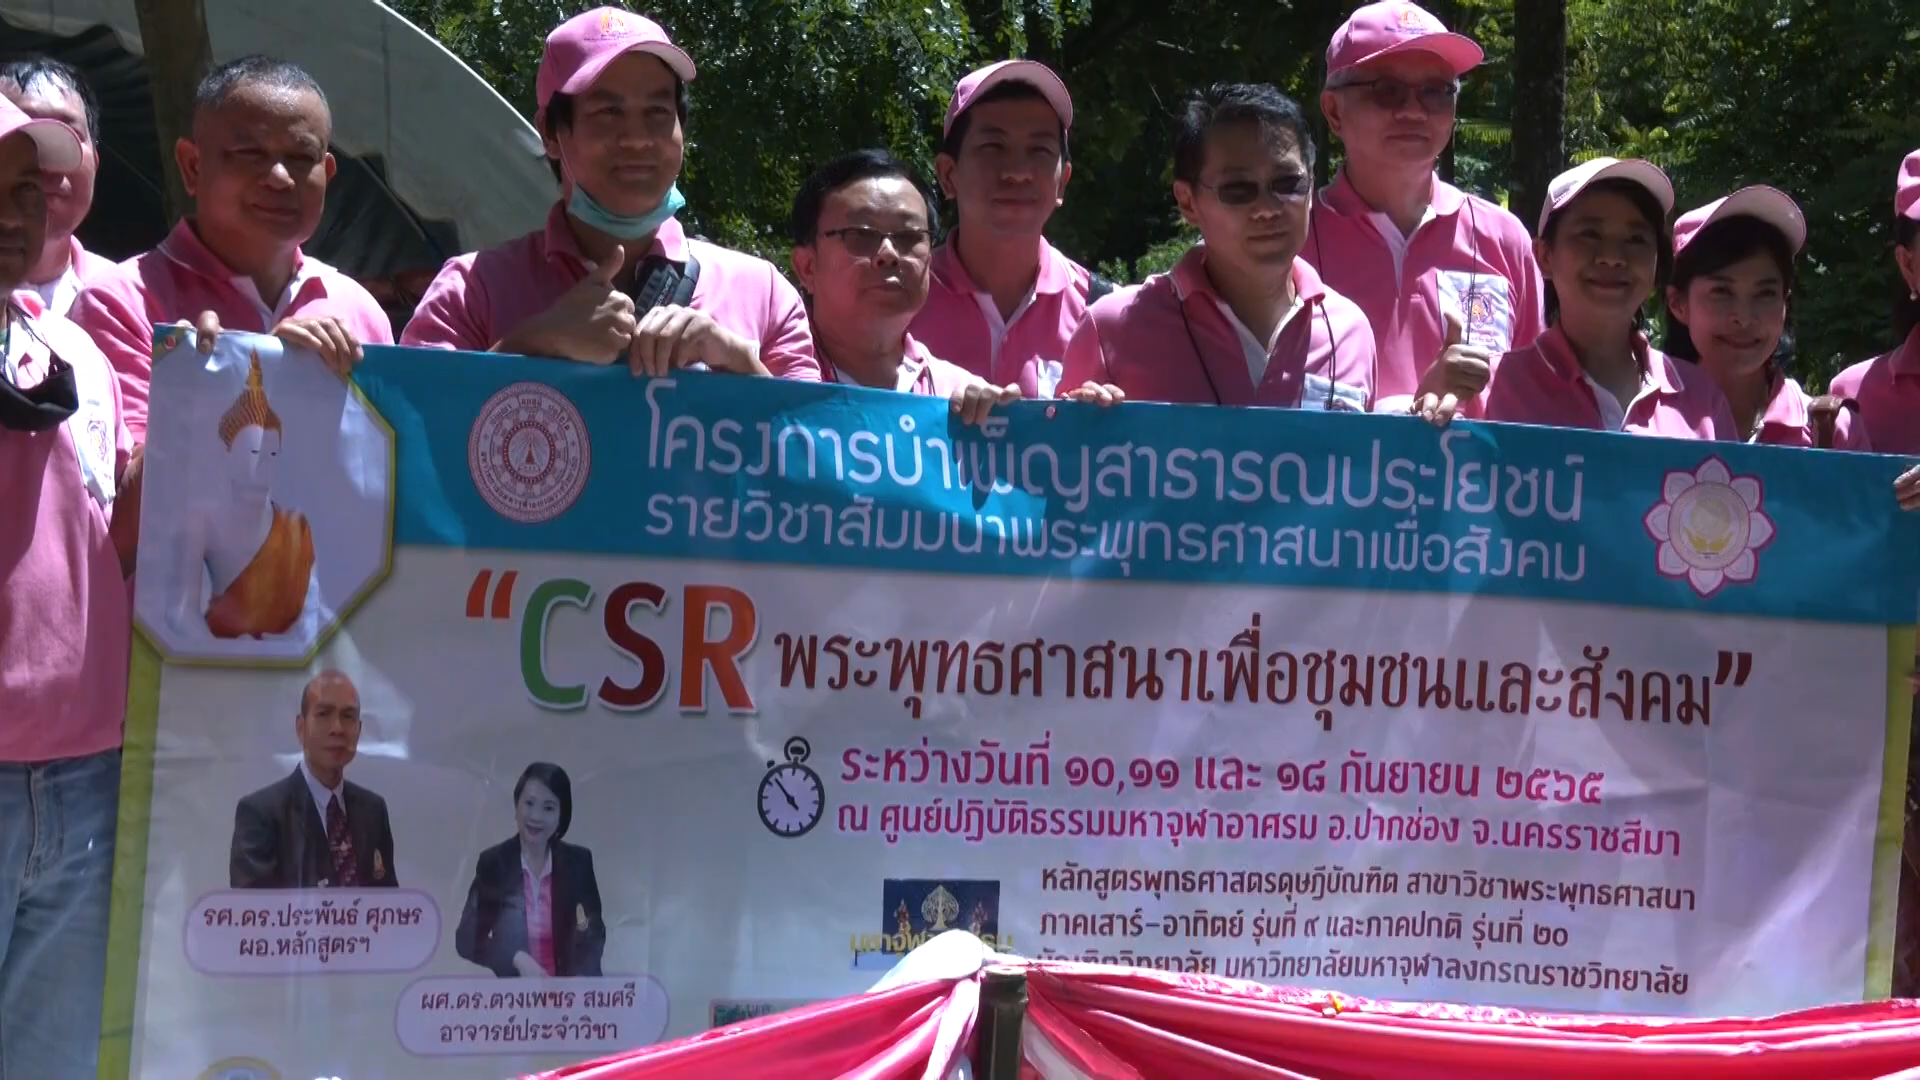 โครงการบำเพ็ญสาธารณประโยชน์
รายวิชาสัมมนาพระพุทธศาสนาเพื่อสังคม
“CSR พระพุทธศาสนาเพื่อชุมชนและสังคม”
ระหว่างวันที่ ๑๐,๑๑ และ ๑๘ กันยายน ๒๕๖๕
ณ ศูนย์ปฏิบัติธรรมมหาจุฬาอาศรม อ.ปากช่อง จ.นครราชสีมา
หลักสูตรพุทธศาสตรดุษฎีบัณฑิต สาขาวิชาพระพุทธศาสนา
ภาคเสาร์-อาทิตย์ รุ่นที่ ๙ และภาคปกติ รุ่นที่ ๒๐
บัณฑิตวิทยาลัย มหาวิทยาลัยมหาจุฬาลงกรณราชวิทยาลัย
รศ.ดร.ประพันธ์ ศุภษร
ผอ.หลักสูตรฯ
ผศ.ดร.ตวงเพชร สมศรี
อาจารย์ประจำวิชา